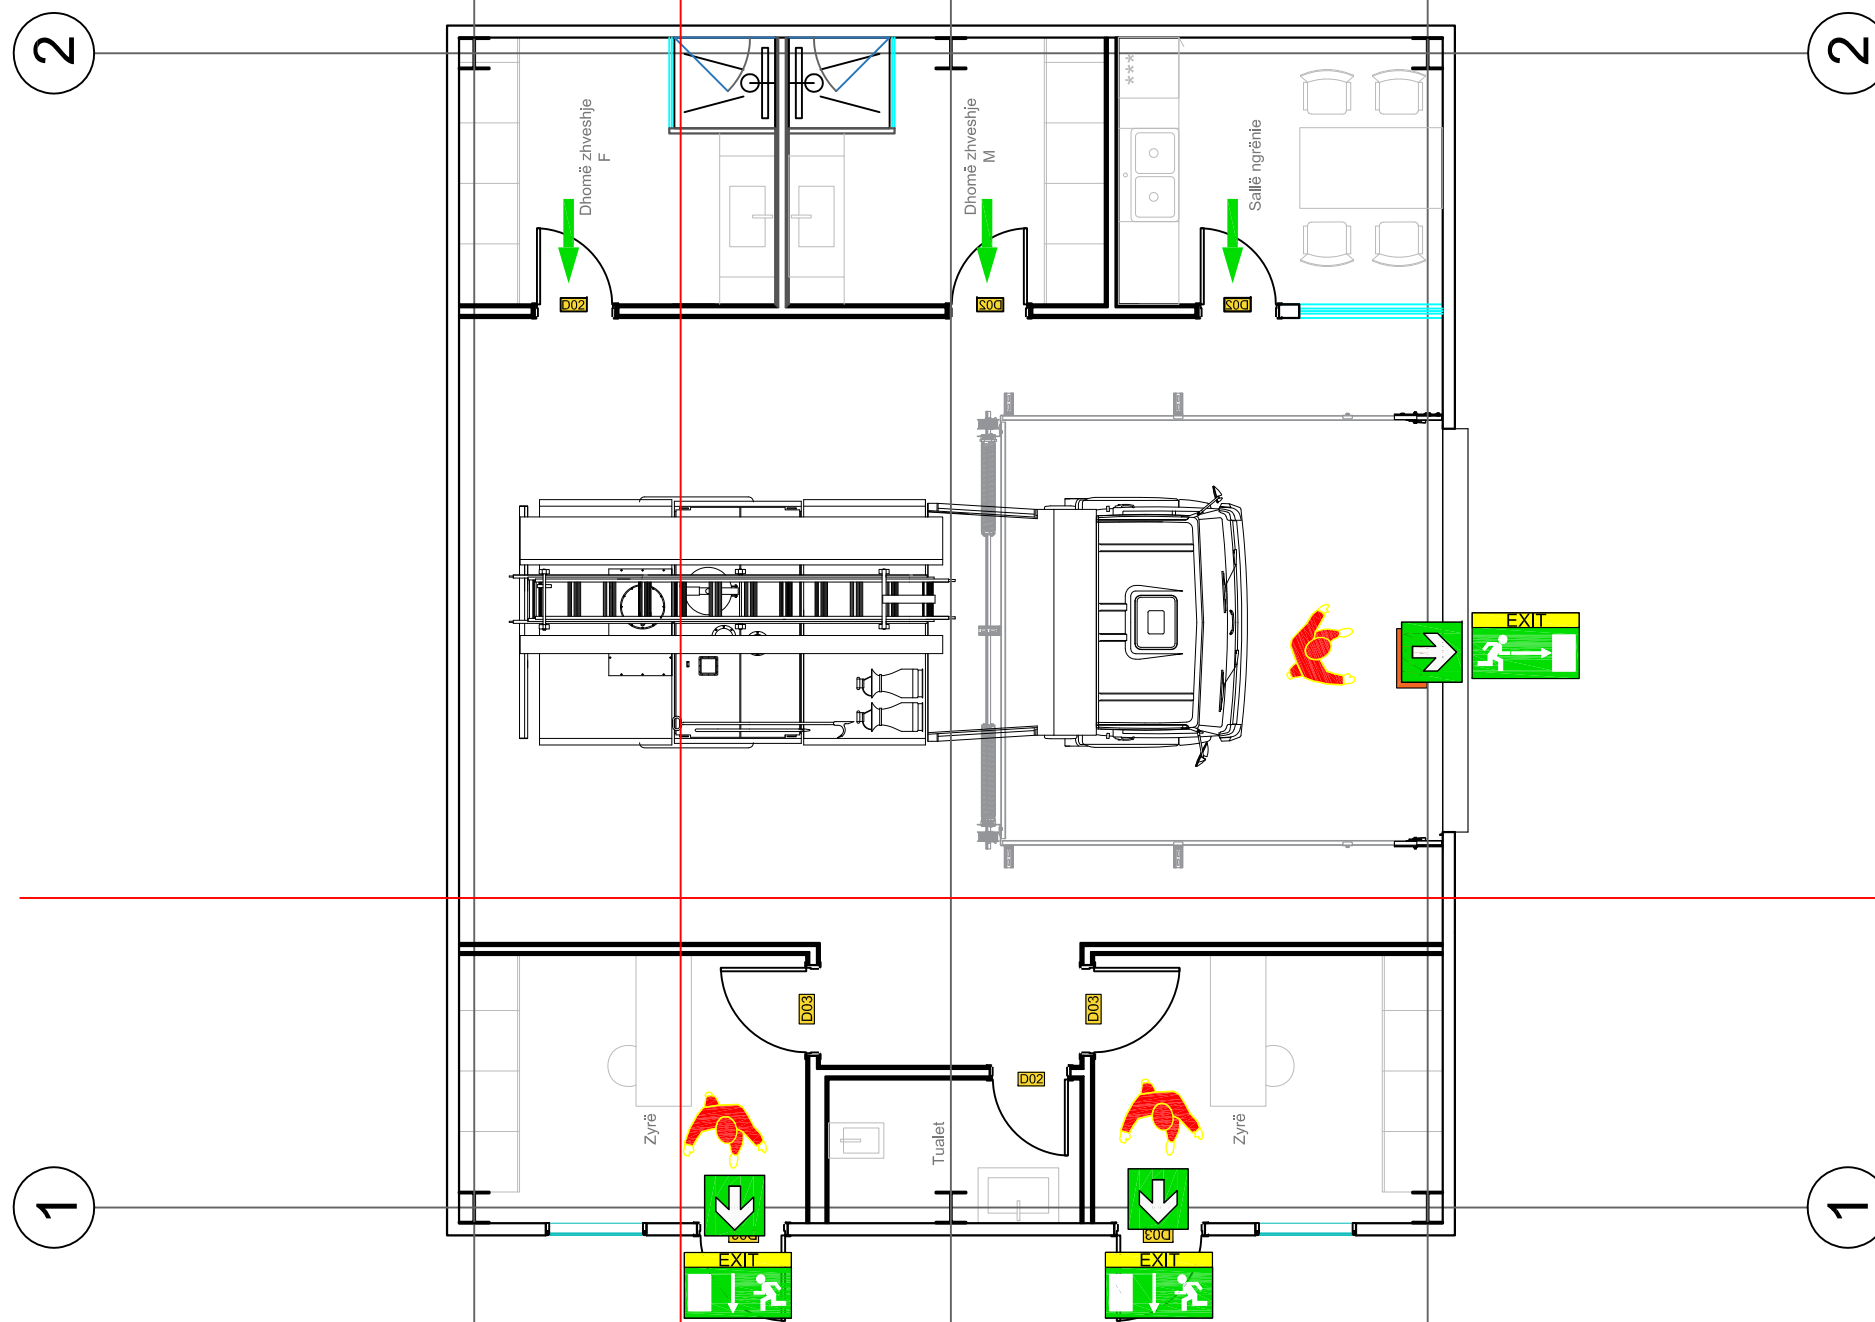 2
2
Dhomë zhveshje
F
Dhomë zhveshje
M
***
Sallë ngrënie
D02
D02
D02
EXIT
D03
D03
D02
Zyrë
Tualet
Zyrë
1
1
D03
EXIT
EXIT